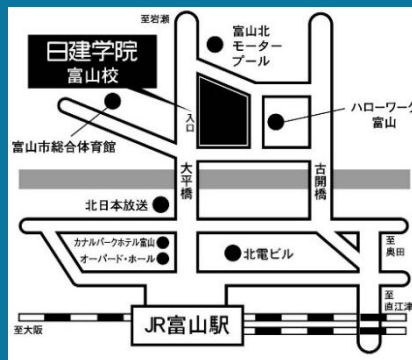 至岩瀬
日建学院
富山校
富山北
モーター
プール
ハローワーク
富山
入口
富山市総合体育館
大平橋
古開橋
北日本放送
カナルパークホテル富山
オーバード・ホール
北電ビル
至奥田
至直江津
至大阪
JR富山駅